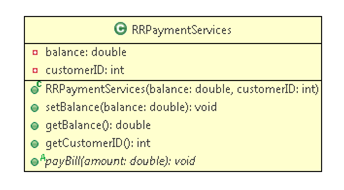 RRPaymentServices
balance: double
customerID: int
RRPaymentServices(balance: double, customerID: int)
setBalance(balance: double): void
getBalance(): double
getCustomerID(): int
payBill(amount: double): void